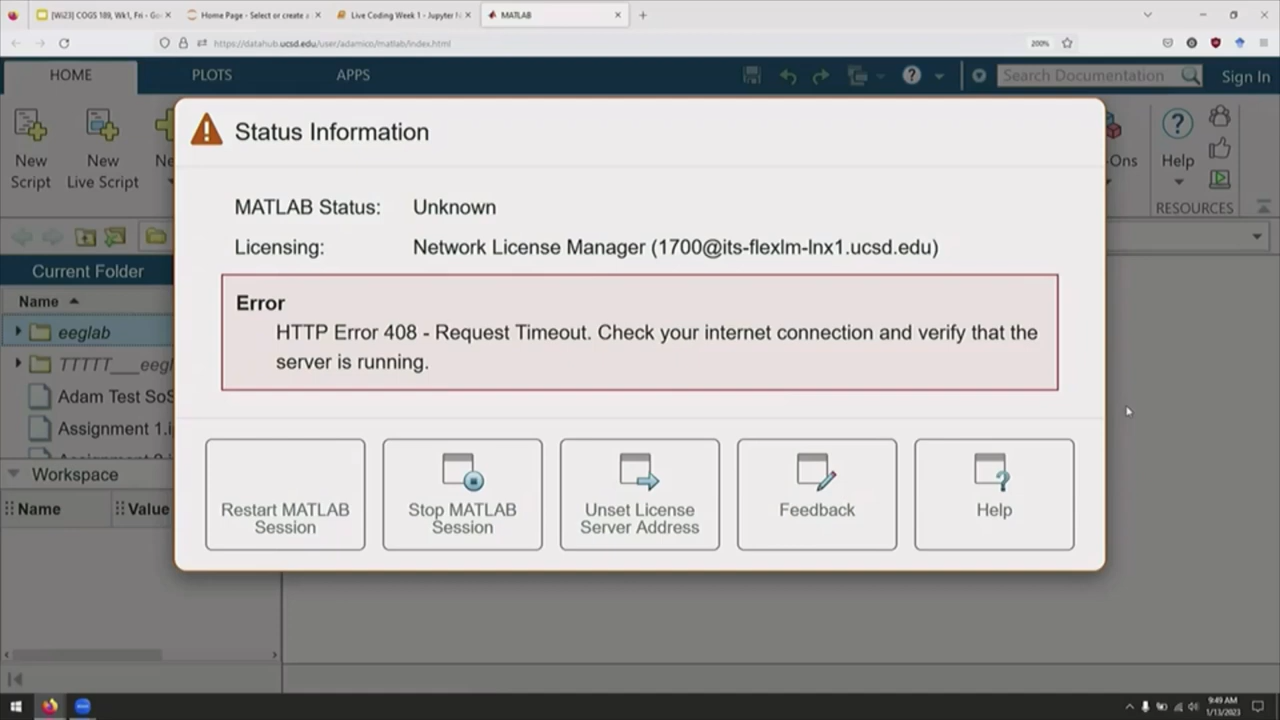 [Wi23] COGS 189, Wk1, Fri - Go
Home Page - Select or create a
Live Coding Week 1 - Jupyter N
MATLAB
https://datahub.ucsd.edu/user/adamico/matlab/index.html
200%
HOME
PLOTS
APPS
Search Documentation
Sign In
Status Information
New
Script
New
Live Script
Ne
-Ons
Help
RESOURCES
MATLAB Status: Unknown
Licensing: Network License Manager (1700@its-flexlm-lnx1.ucsd.edu)
Current Folder
Name
eeglab
TTTTT___eegl
Adam Test SoS
Assignment 1.i
Error
HTTP Error 408 - Request Timeout. Check your internet connection and verify that the
server is running.
Workspace
Name
Value
Restart MATLAB
Session
Stop MATLAB
Session
Unset License
Server Address
Feedback
Help
9:49 AM
1/13/2023